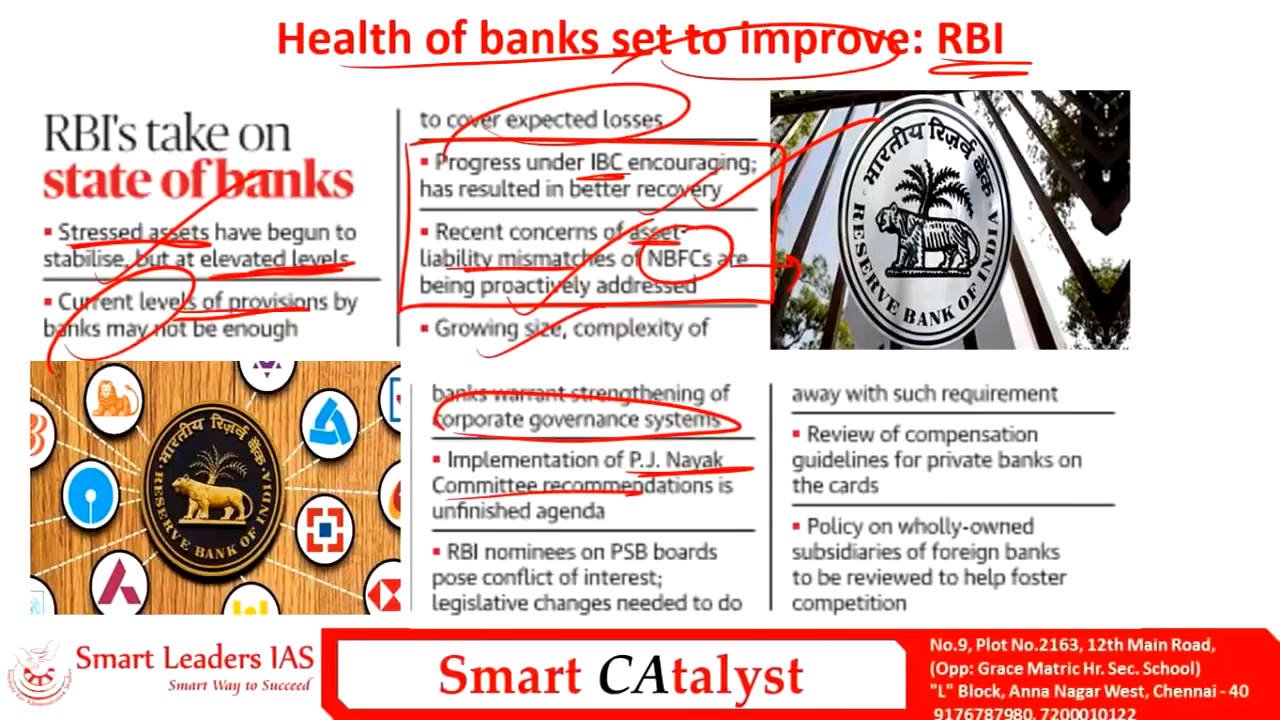 Health of banks set to improve: RBI
RBI's take on
state of banks
▪ Stressed assets have begun to
stabilise, but at elevated levels
▪ Current levels of provisions by
banks may not be enough
to cover expected losses
▪ Progress under IBC encouraging;
has resulted in better recovery
▪ Recent concerns of asset-
liability mismatches of NBFCs are
being proactively addressed
▪ Growing size, complexity of
banks warrant strengthening of
corporate governance systems
▪ Implementation of P.J. Nayak
Committee recommendations is
unfinished agenda
▪ RBI nominees on PSB boards
pose conflict of interest;
legislative changes needed to do
away with such requirement
▪ Review of compensation
guidelines for private banks on
the cards
▪ Policy on wholly-owned
subsidiaries of foreign banks
to be reviewed to help foster
competition
भारतीय रिज़र्व बैंक
RESERVE BANK OF INDIA
भारतीय रिज़र्व बैंक
RESERVE BANK OF INDIA
Smart Leaders IAS
Smart Way to Succeed
Smart CAtalyst
No.9, Plot No.2163, 12th Main Road,
(Opp: Grace Matric Hr. Sec. School)
"L" Block, Anna Nagar West, Chennai - 40
9176787980, 7200010122